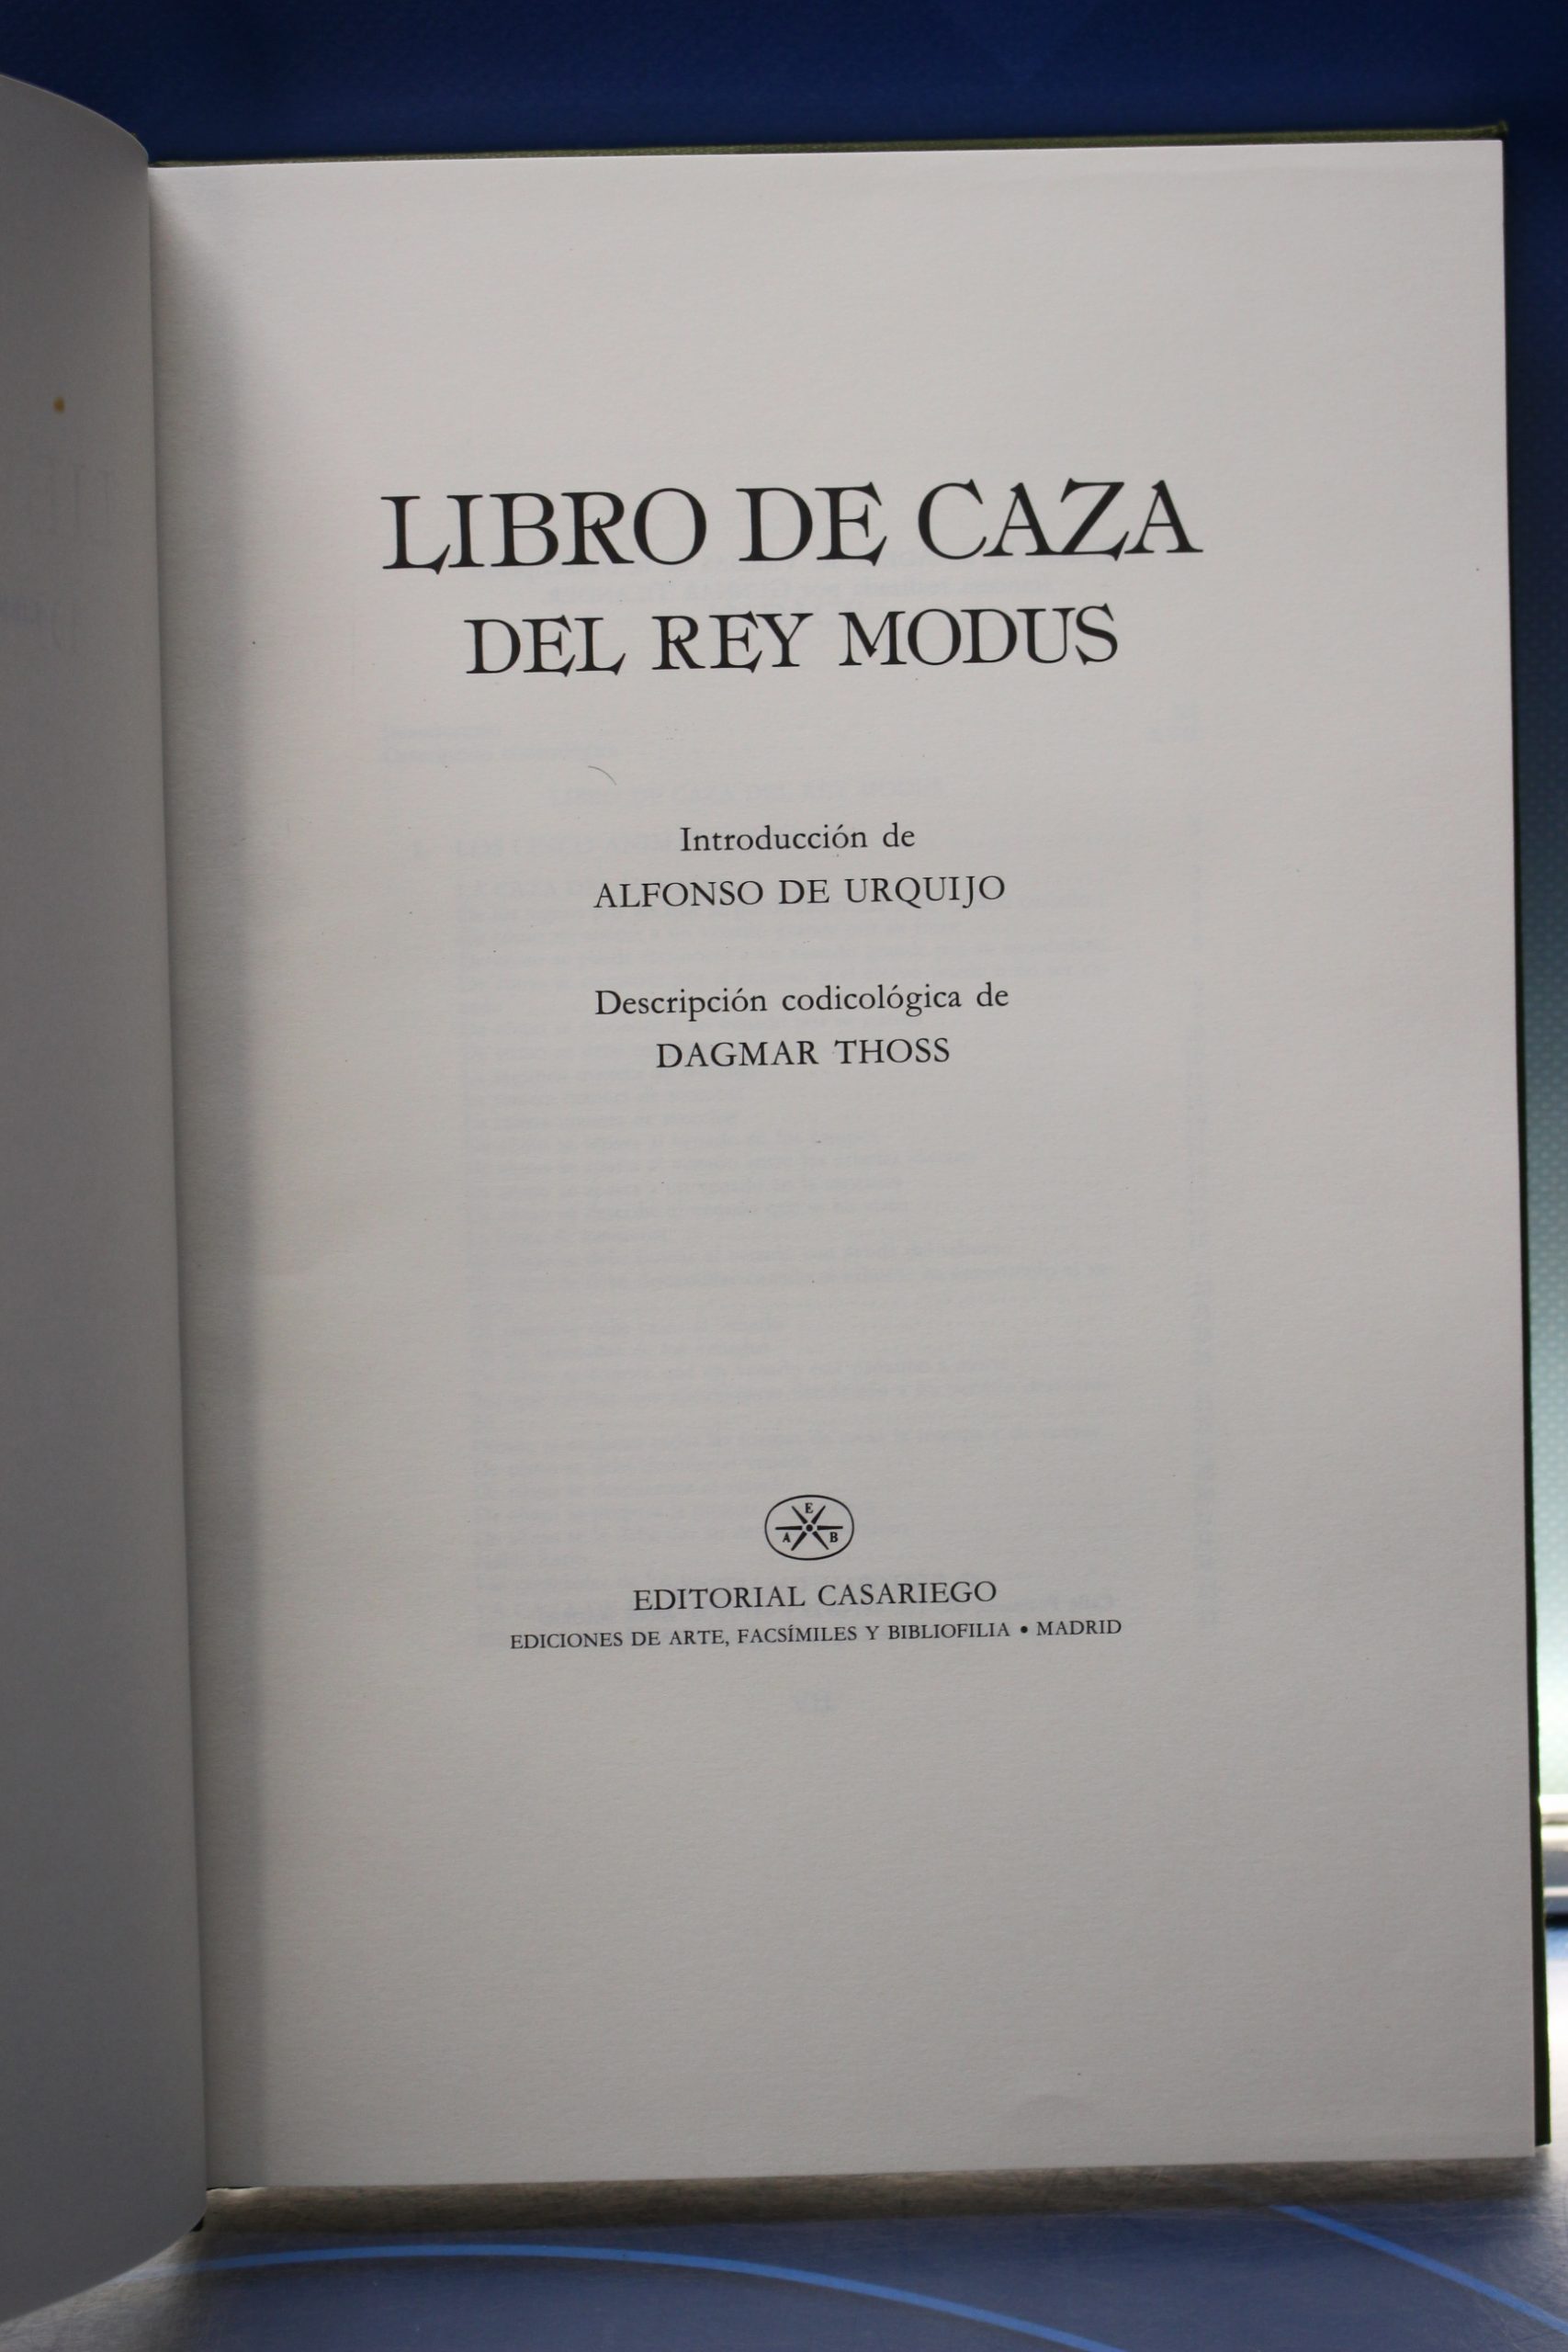 LIBRO DE CAZA
DEL REY MODUS
Introducción de
ALFONSO DE URQUIJO
Descripción codicológica de
DAGMAR THOSS
E
A B
EDITORIAL CASARIEGO
EDICIONES DE ARTE, FACSÍMILES Y BIBLIOFILIA • MADRID